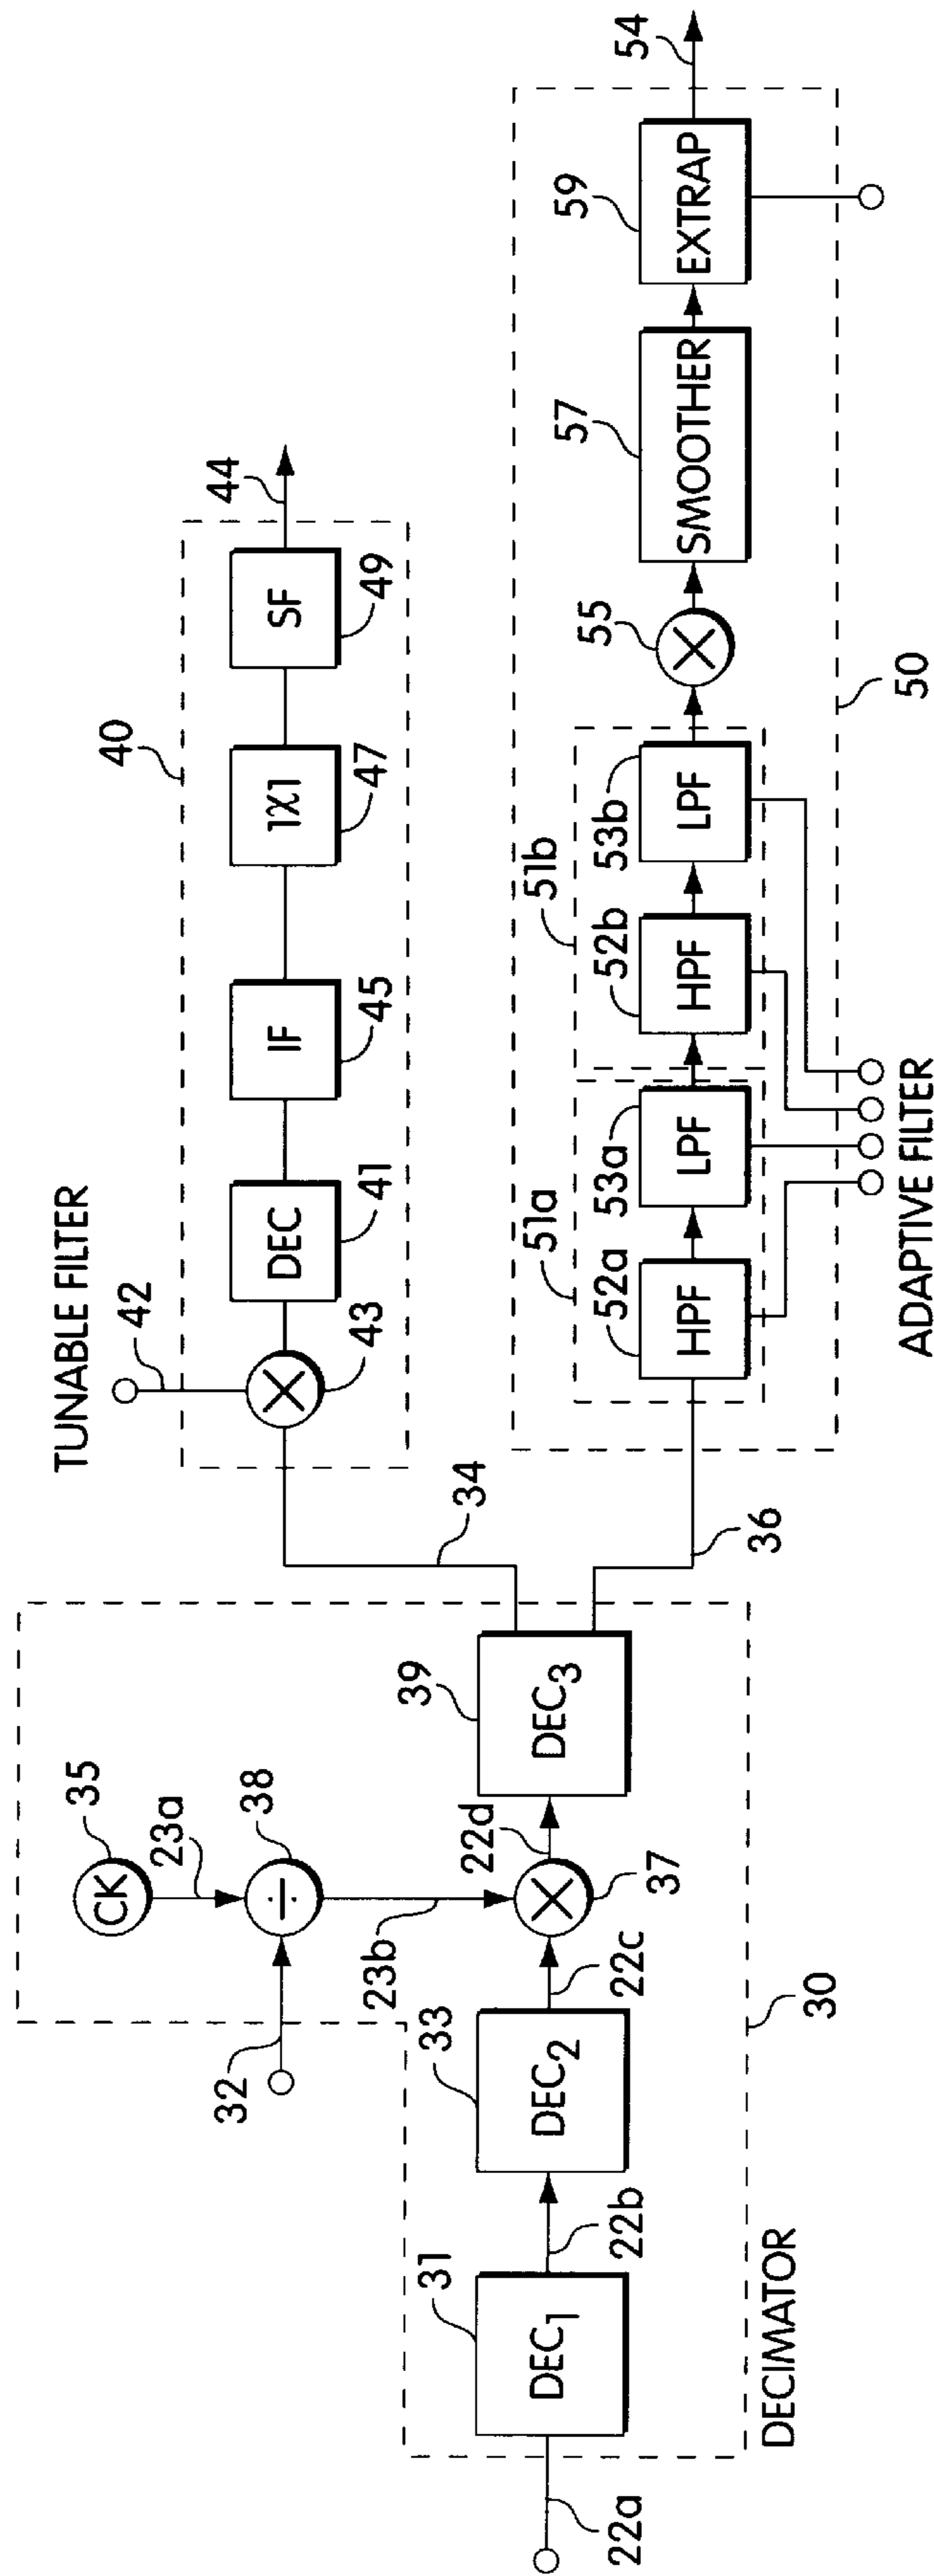 TUNABLE FILTER
42
40
44
43
DEC
41
IF
45
1χ1
47
SF
49
35
CK
23a
38
÷
32
23b
31
DEC1
22a
22b
33
DEC2
22c
37
22d
39
DEC3
34
36
30
DECIMATOR
51a
52a
HPF
53a
LPF
51b
52b
HPF
53b
LPF
55
57
SMOOTHER
59
EXTRAP
54
50
ADAPTIVE FILTER